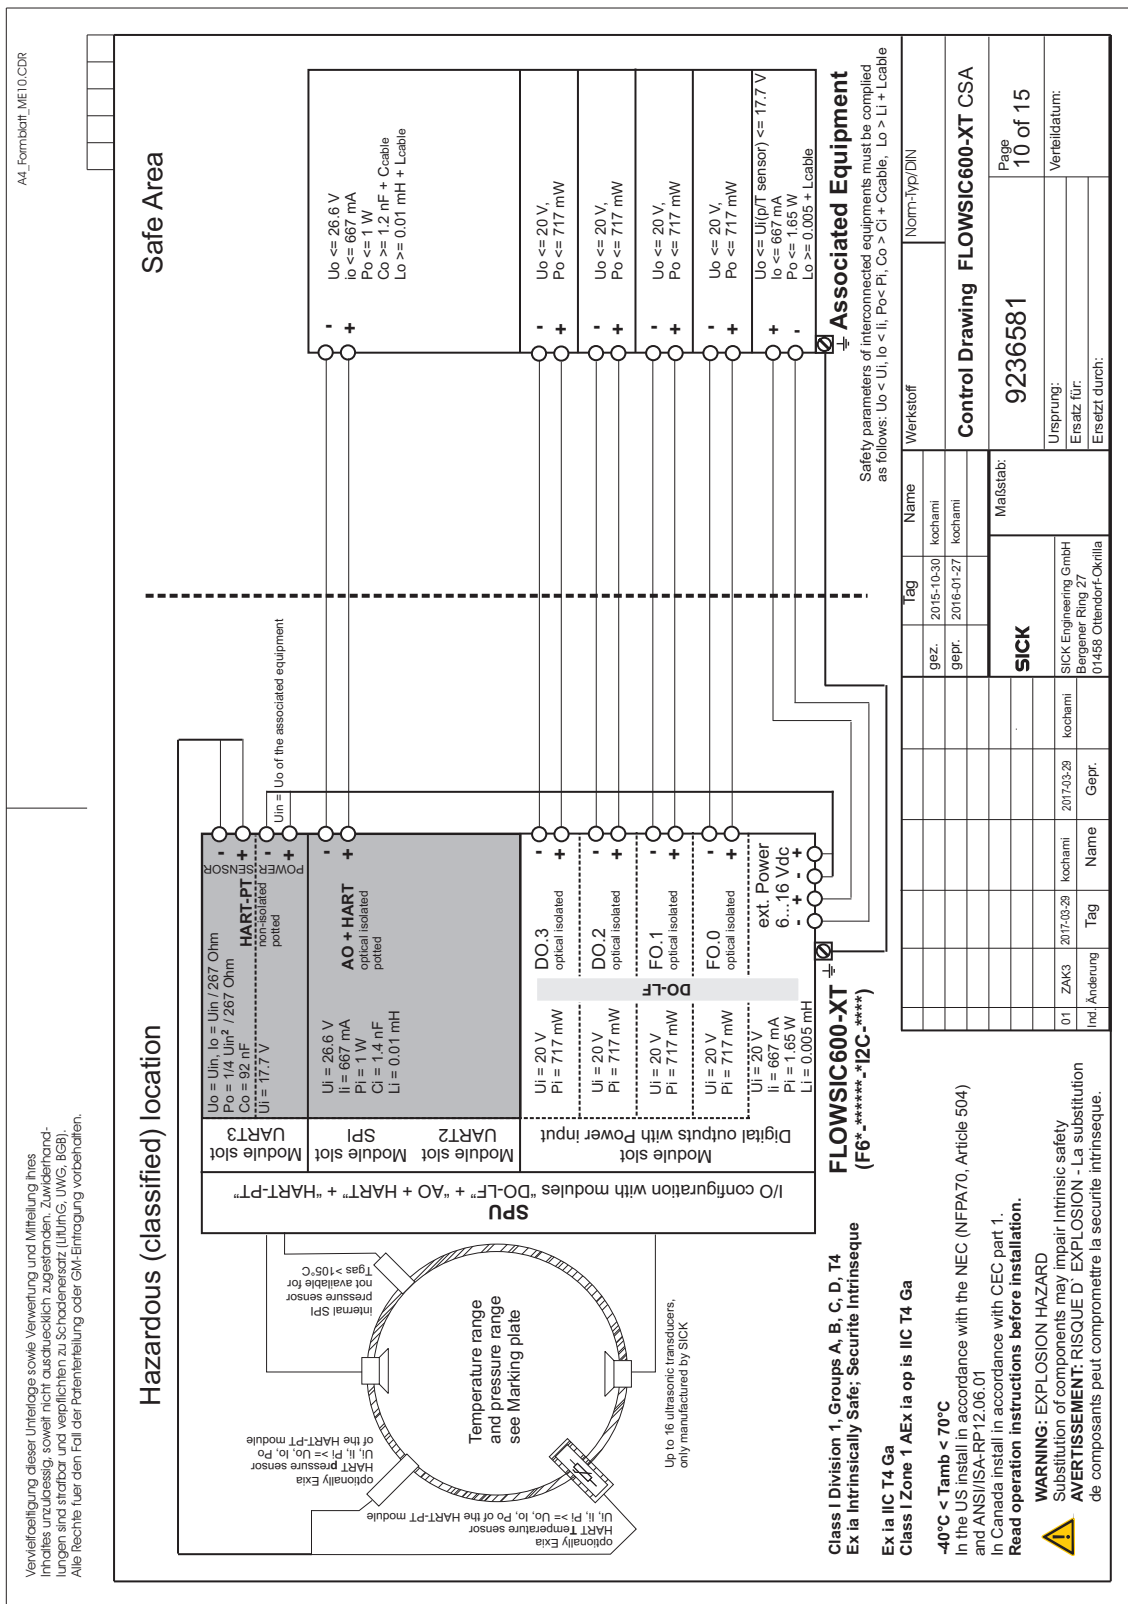 A4_Formblatt_ME10.CDR
Vervielfaeltigung dieser Unterlage sowie Verwertung und Mitteilung ihres
Inhaltes unzulaessig, soweit nicht ausdruecklich zugestanden. Zuwiderhand-
lungen sind strafbar und verpflichten zu Schadenersatz (LitUrhG, UWG, BGB).
Alle Rechte fuer den Fall der Patenterteilung oder GM-Eintragung vorbehalten.
Hazardous (classified) location
Safe Area
optionally Exia
HART Temperature sensor
Ui, Ii, Pi >= Uo, Io, Po of the HART-PT module
optionally Exia
HART pressure sensor
Ui, Ii, Pi >= Uo, Io, Po
of the HART-PT module
internal SPI
pressure sensor
not available for
Tgas >105°C
Temperature range
and pressure range
see Marking plate
Up to 16 ultrasonic transducers,
only manufactured by SICK
SPU
I/O configuration with modules "DO-LF" + "AO + HART" + "HART-PT"
Module slot
UART3
Module slot
SPI
Module slot
UART2
Module slot
Digital outputs with Power input
Uo = Uin, Io = Uin / 267 Ohm
Po = 1/4 Uin² / 267 Ohm
Co = 92 nF
HART-PT
non-isolated
potted
Ui = 17.7 V
SENSOR
- +
POWER
- +
Uin = Uo of the associated equipment
Ui = 26.6 V
Ii = 667 mA
Pi = 1 W
Ci = 1.4 nF
Li = 0.01 mH
AO + HART
optical isolated
potted
-
+
Ui = 20 V
Pi = 717 mW
DO.3
optical isolated
-
+
Ui = 20 V
Pi = 717 mW
DO.2
optical isolated
-
+
DO-LF
Ui = 20 V
Pi = 717 mW
FO.1
optical isolated
-
+
Ui = 20 V
Pi = 717 mW
FO.0
optical isolated
-
+
Ui = 20 V
Ii = 667 mA
Pi = 1.65 W
Li = 0.005 mH
ext. Power
6...16 Vdc
- + - +
FLOWSIC600-XT
(F6*-******-*I2C-****)
-
+
Uo <= 26.6 V
io <= 667 mA
Po <= 1 W
Co >= 1.2 nF + Ccable
Lo >= 0.01 mH + Lcable
-
+
Uo <= 20 V,
Po <= 717 mW
-
+
Uo <= 20 V,
Po <= 717 mW
-
+
Uo <= 20 V,
Po <= 717 mW
-
+
Uo <= 20 V,
Po <= 717 mW
+
-
Uo <= Ui(p/T sensor) <= 17.7 V
Io <= 667 mA
Po <= 1.65 W
Lo >= 0.005 + Lcable
Associated Equipment
Safety parameters of interconnected equipments must be complied
as follows: Uo < Ui, Io < Ii, Po< Pi, Co > Ci + Ccable, Lo > Li + Lcable
Class I Division 1, Groups A, B, C, D, T4
Ex ia Intrinsically Safe; Securite Intrinseque
Ex ia IIC T4 Ga
Class I Zone 1 AEx ia op is IIC T4 Ga
-40°C < Tamb < 70°C
In the US install in accordance with the NEC (NFPA70, Article 504)
and ANSI/ISA-RP12.06.01
In Canada install in accordance with CEC part 1.
Read operation instructions before installation.
WARNING: EXPLOSION HAZARD
Substitution of components may impair Intrinsic safety
AVERTISSEMENT: RISQUE D` EXPLOSION - La substitution
de composants peut compromettre la securite intrinseque.
Tag Name Werkstoff Norm-Typ/DIN
gez. 2015-10-30 kochami
gepr. 2016-01-27 kochami
Control Drawing FLOWSIC600-XT CSA
SICK
Maßstab:
9236581
Page
10 of 15
01 ZAK3 2017-03-29 kochami 2017-03-29 kochami
Ind. Änderung Tag Name Gepr.
SICK Engineering GmbH
Bergener Ring 27
01458 Ottendorf-Okrilla
Ursprung:
Ersatz für:
Ersetzt durch:
Verteildatum: